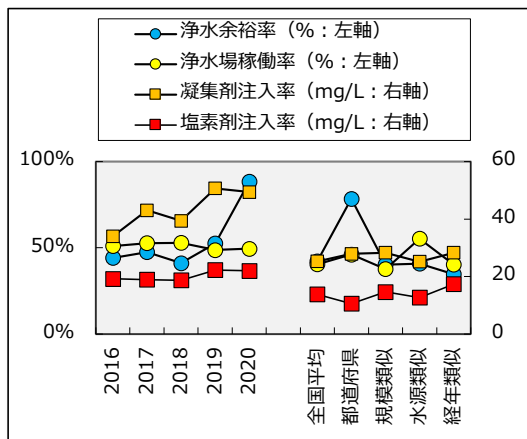 浄水余裕率（%：左軸）
浄水場稼働率（%：左軸）
凝集剤注入率（mg/L：右軸）
塩素剤注入率（mg/L：右軸）
100%
50%
0%
60
40
20
0
2016
2017
2018
2019
2020
全国平均
都道府県
規模類似
水源類似
経年類似